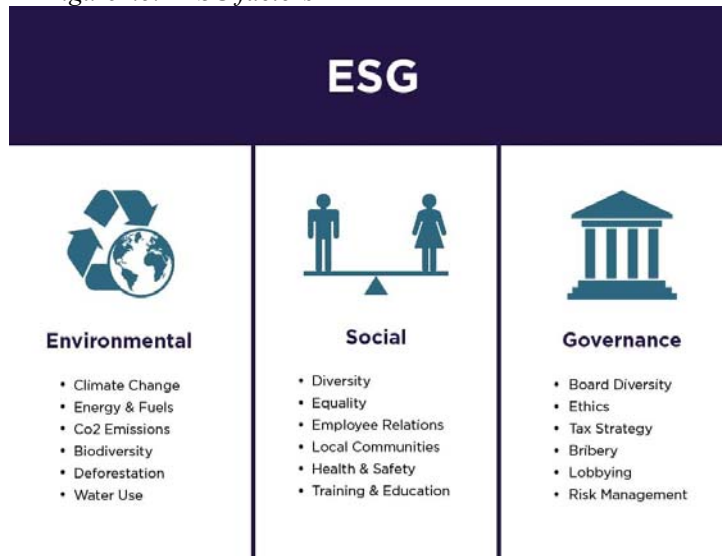 ESG
Environmental
• Climate Change
• Energy & Fuels
• Co2 Emissions
• Biodiversity
• Deforestation
• Water Use
Social
• Diversity
• Equality
• Employee Relations
• Local Communities
• Health & Safety
• Training & Education
Governance
• Board Diversity
• Ethics
• Tax Strategy
• Bribery
• Lobbying
• Risk Management